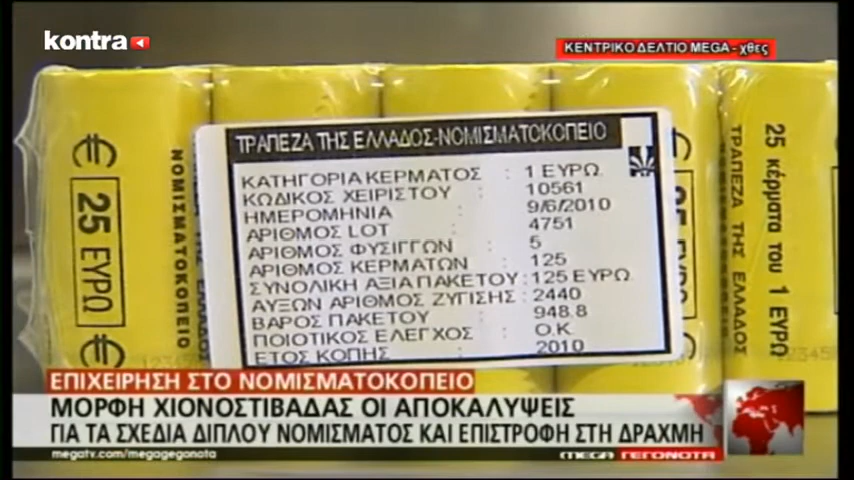 kontra
ΚΕΝΤΡΙΚΟ ΔΕΛΤΙΟ MEGA - χθες
ΤΡΑΠΕΖΑ ΤΗΣ ΕΛΛΑΔΟΣ-ΝΟΜΙΣΜΑΤΟΚΟΠΕΙΟ
ΚΑΤΗΓΟΡΙΑ ΚΕΡΜΑΤΟΣ : 1 ΕΥΡΩ
ΚΩΔΙΚΟΣ ΧΕΙΡΙΣΤΟΥ : 10561
ΗΜΕΡΟΜΗΝΙΑ : 9/6/2010
ΑΡΙΘΜΟΣ LOT : 4751
ΑΡΙΘΜΟΣ ΦΥΣΙΓΓΩΝ : 5
ΑΡΙΘΜΟΣ ΚΕΡΜΑΤΩΝ : 125
ΣΥΝΟΛΙΚΗ ΑΞΙΑ ΠΑΚΕΤΟΥ : 125 ΕΥΡΩ
ΑΥΞΩΝ ΑΡΙΘΜΟΣ ΖΥΓΙΣΗΣ : 2440
ΒΑΡΟΣ ΠΑΚΕΤΟΥ : 948.8
ΠΟΙΟΤΙΚΟΣ ΕΛΕΓΧΟΣ : O.K.
ΕΤΟΣ ΚΟΠΗΣ : 2010
€ 25 ΕΥΡΩ €
ΝΟΜΙΣΜΑΤΟΚΟΠΕΙΟ
ΤΡΑΠΕΖΑ ΤΗΣ ΕΛΛΑΔΟΣ
25 κέρματα του 1 ΕΥΡΩ
ΕΠΙΧΕΙΡΗΣΗ ΣΤΟ ΝΟΜΙΣΜΑΤΟΚΟΠΕΙΟ
ΜΟΡΦΗ ΧΙΟΝΟΣΤΙΒΑΔΑΣ ΟΙ ΑΠΟΚΑΛΥΨΕΙΣ
ΓΙΑ ΤΑ ΣΧΕΔΙΑ ΔΙΠΛΟΥ ΝΟΜΙΣΜΑΤΟΣ ΚΑΙ ΕΠΙΣΤΡΟΦΗ ΣΤΗ ΔΡΑΧΜΗ
megatv.com/megagegonota
MEGA ΓΕΓΟΝΟΤΑ